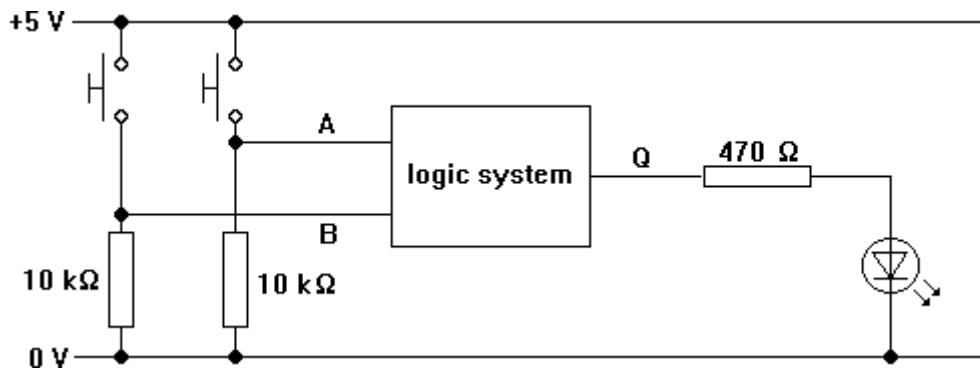 +5 V
A
logic system
Q
470 Ω
B
10 kΩ
10 kΩ
0 V